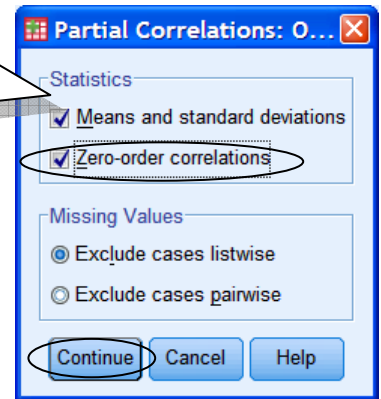 Partial Correlations: O...
Statistics
Means and standard deviations
Zero-order correlations
Missing Values
Exclude cases listwise
Exclude cases pairwise
Continue Cancel Help